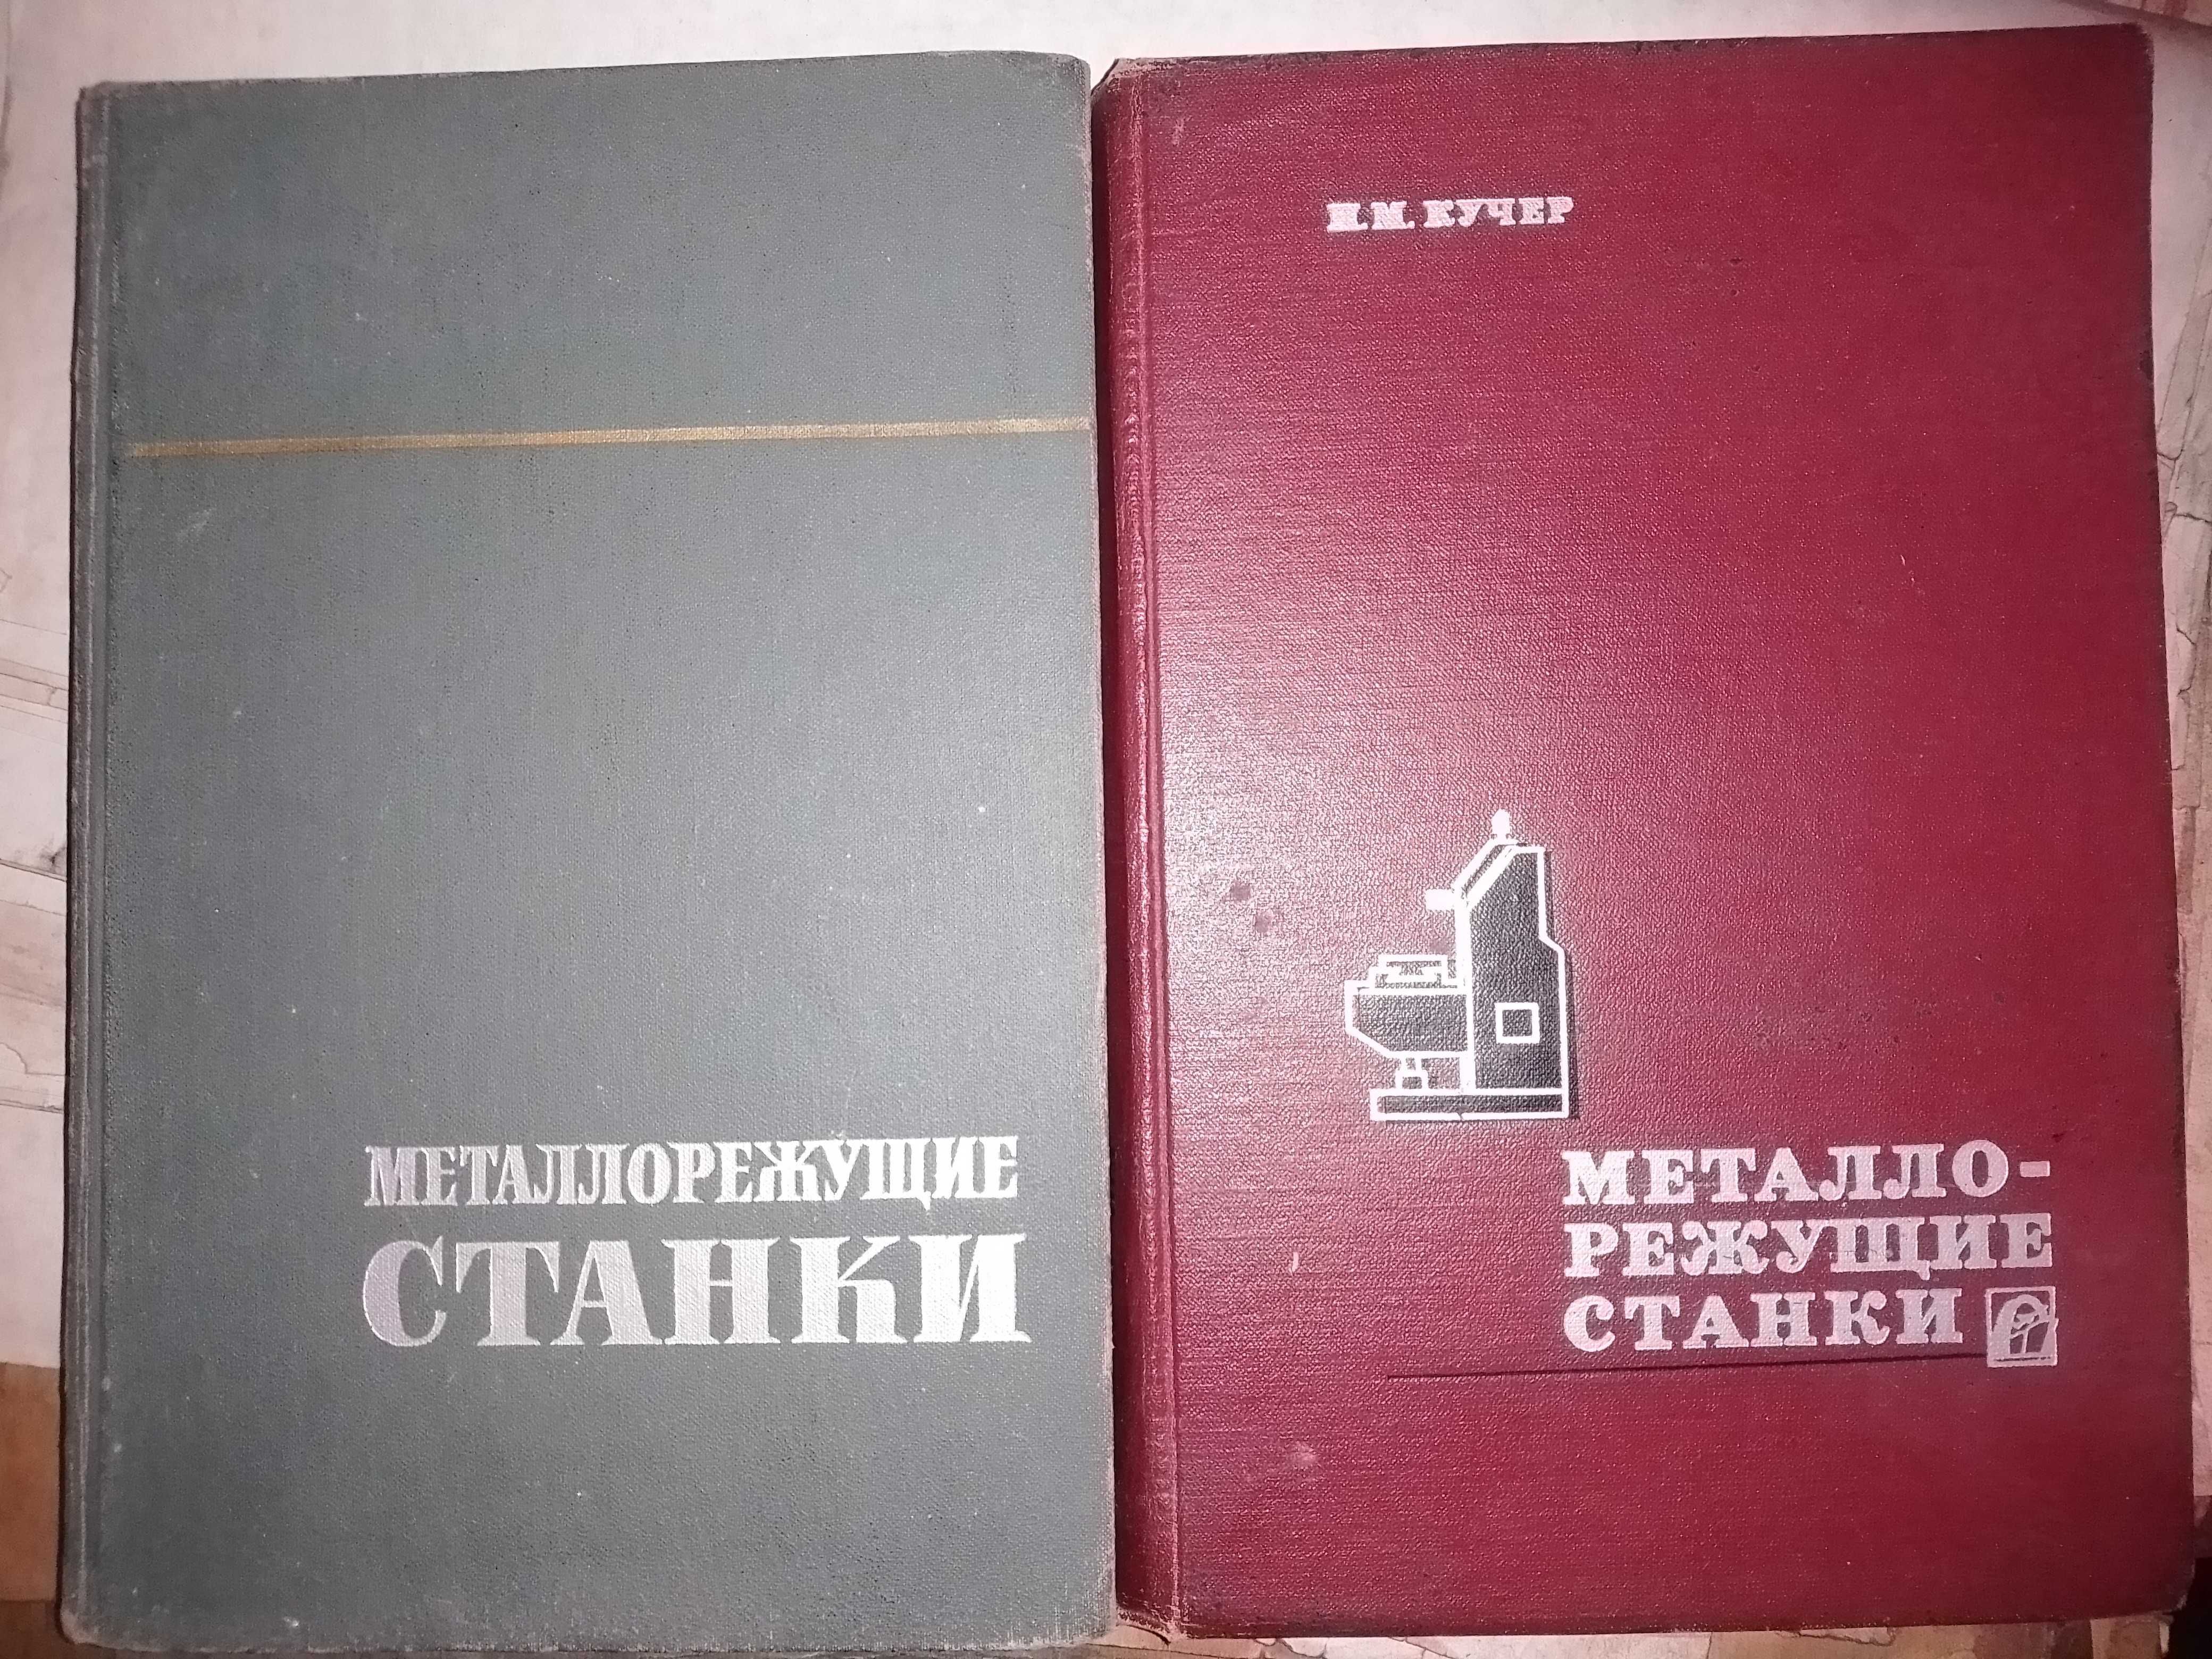 МЕТАЛЛОРЕЖУЩИЕ
СТАНКИ
И.М. КУЧЕР
МЕТАЛЛО-
РЕЖУЩИЕ
СТАНКИ